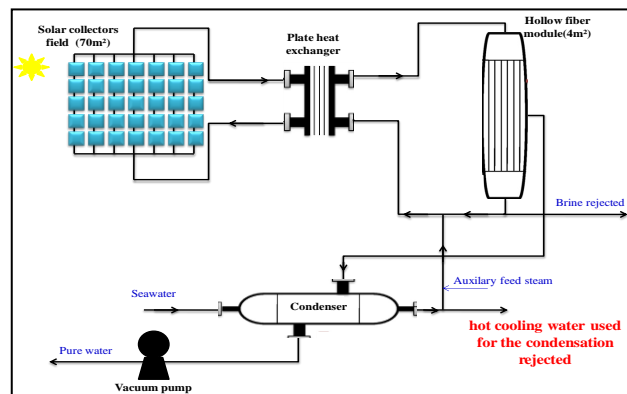 Solar collectors
field (70m²)
Plate heat
exchanger
Hollow fiber
module(4m²)
Brine rejected
Auxilary feed steam
Seawater
Condenser
hot cooling water used
for the condensation
rejected
Pure water
Vacuum pump